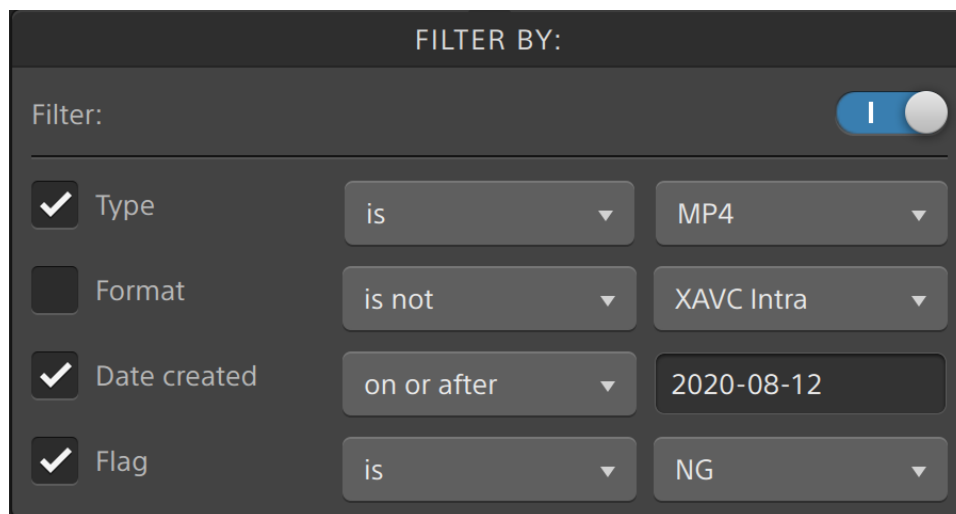 FILTER BY:
Filter:
Type is MP4
Format is not XAVC Intra
Date created on or after 2020-08-12
Flag is NG